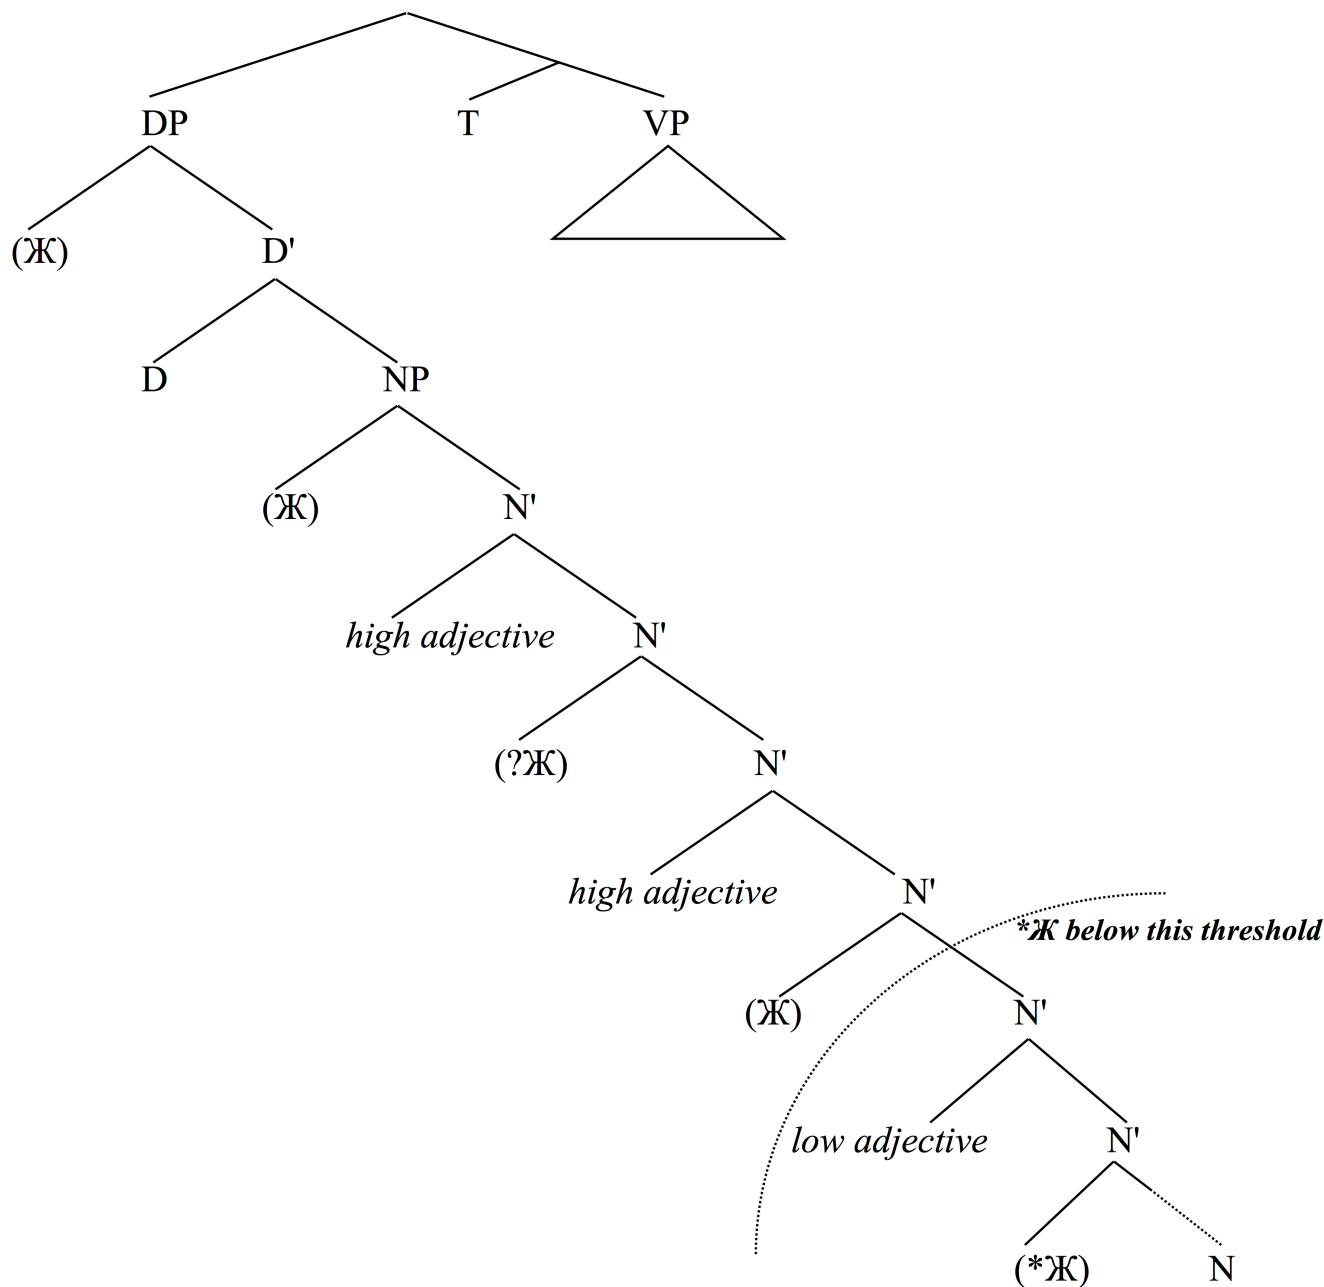 DP T VP
(Ж) D'
D NP
(Ж) N'
high adjective N'
(?Ж) N'
high adjective N'
*Ж below this threshold
(Ж) N'
low adjective N'
(*Ж) N